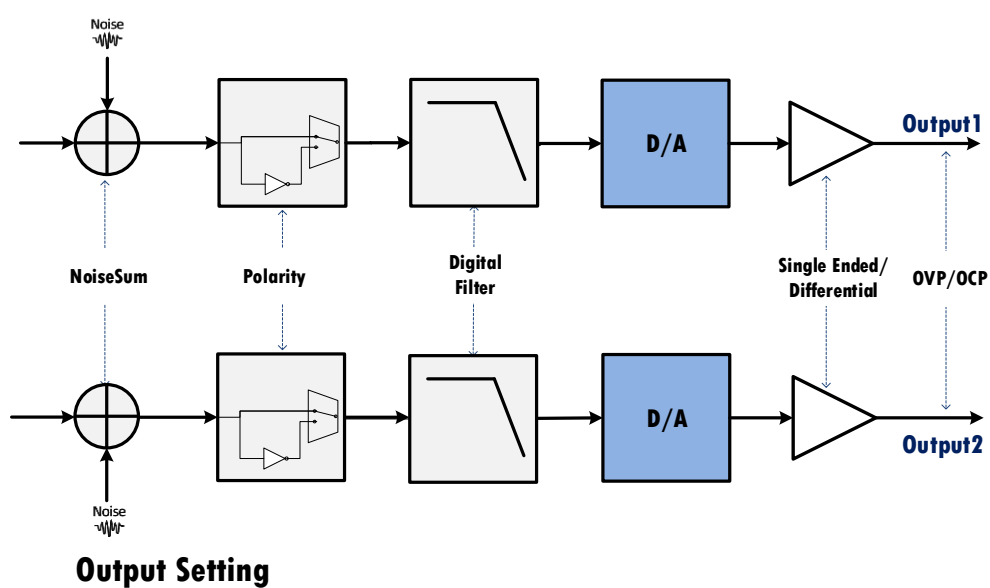 Noise
Output1
D/A
NoiseSum
Polarity
Digital
Filter
Single Ended/
Differential
OVP/OCP
D/A
Output2
Noise
Output Setting